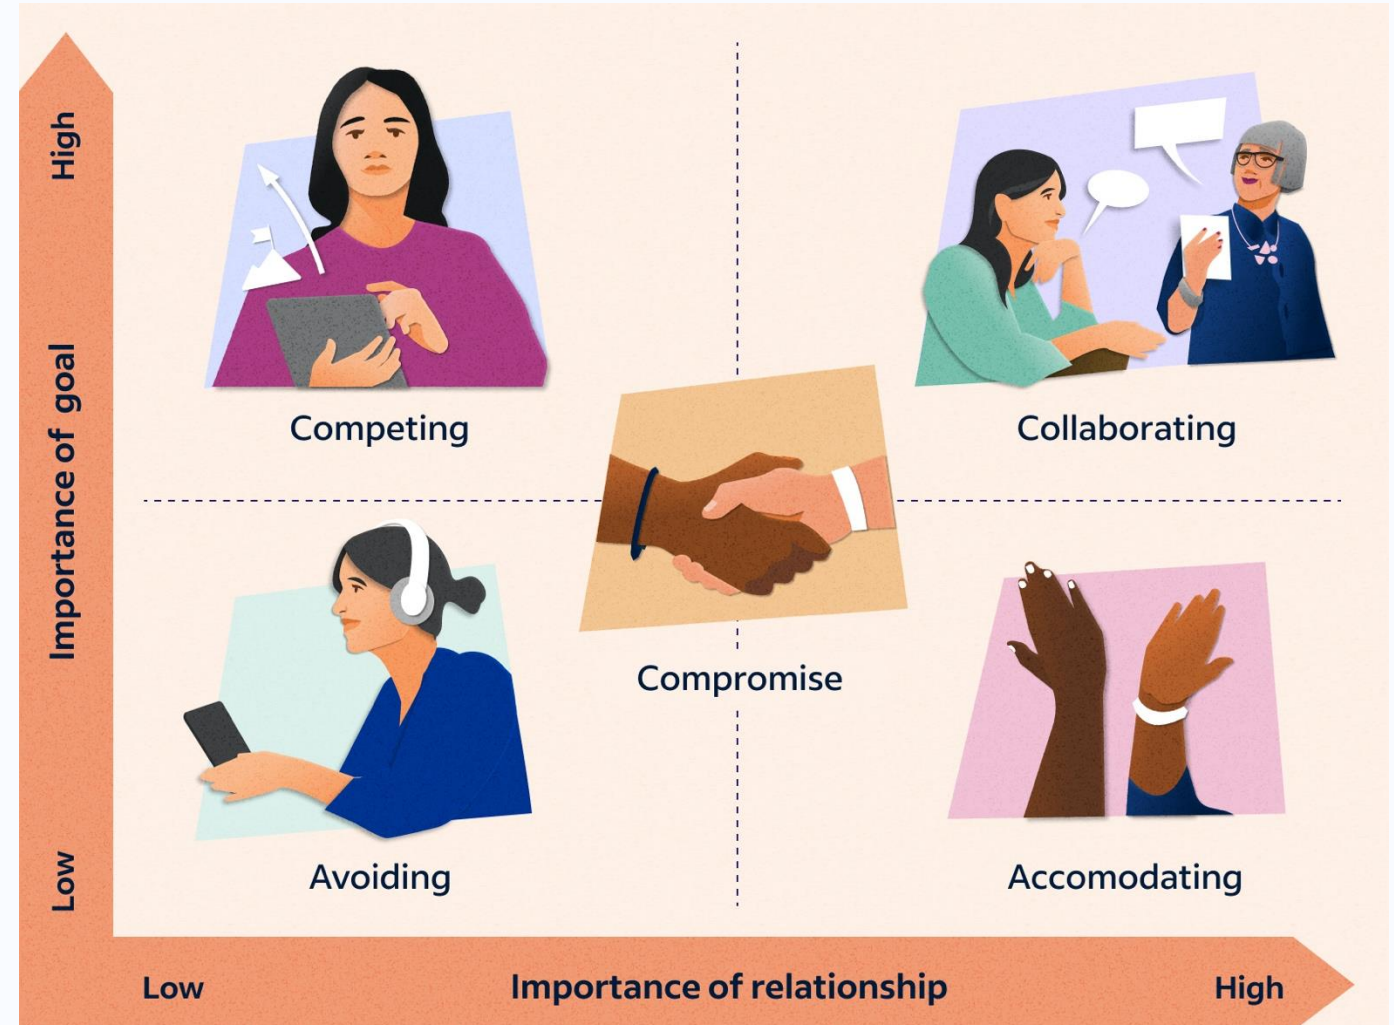 High
Importance of goal
Low
Competing
Collaborating
Compromise
Avoiding
Accomodating
Low
Importance of relationship
High